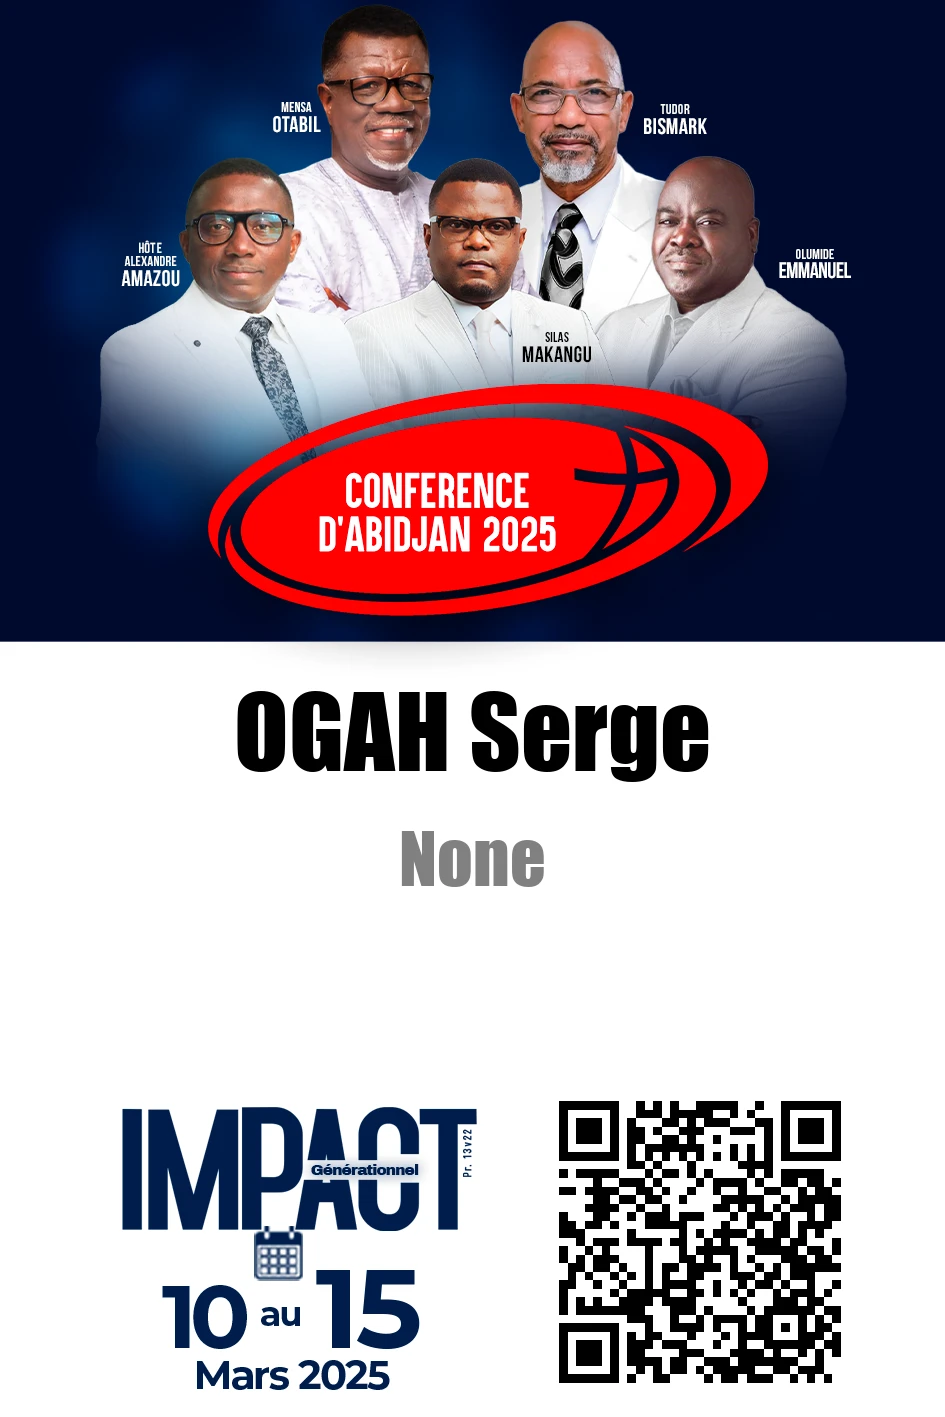 MENSA
OTABIL
TUDOR
BISMARK
HÔTE
ALEXANDRE
AMAZOU
OLUMIDE
EMMANUEL
SILAS
MAKANGU
CONFERENCE
D'ABIDJAN 2025
OGAH Serge
None
IMPACT
Générationnel
Pr. 13v22
10 au 15
Mars 2025